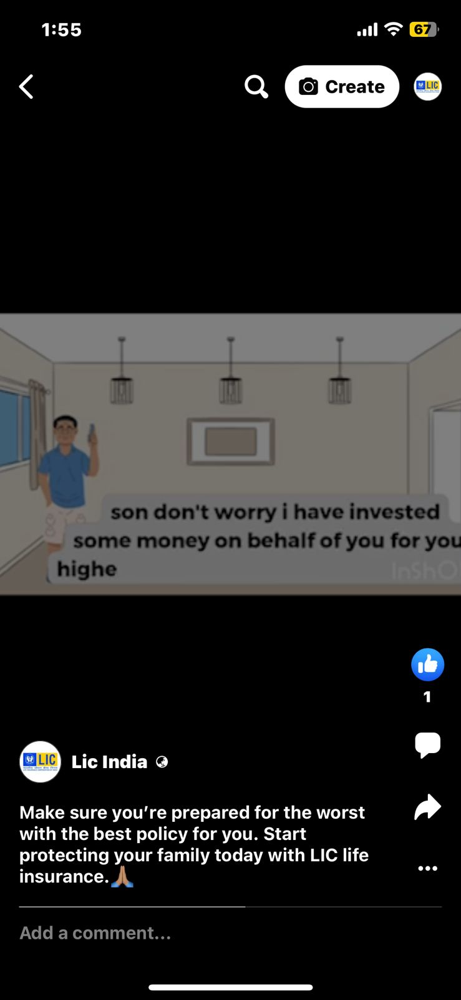 1:55
67
Create
LIC
son don't worry i have invested
some money on behalf of you for you
highe
InShO
1
LIC
Lic India
Make sure you’re prepared for the worst
with the best policy for you. Start
protecting your family today with LIC life
insurance.🙏🏽
Add a comment...